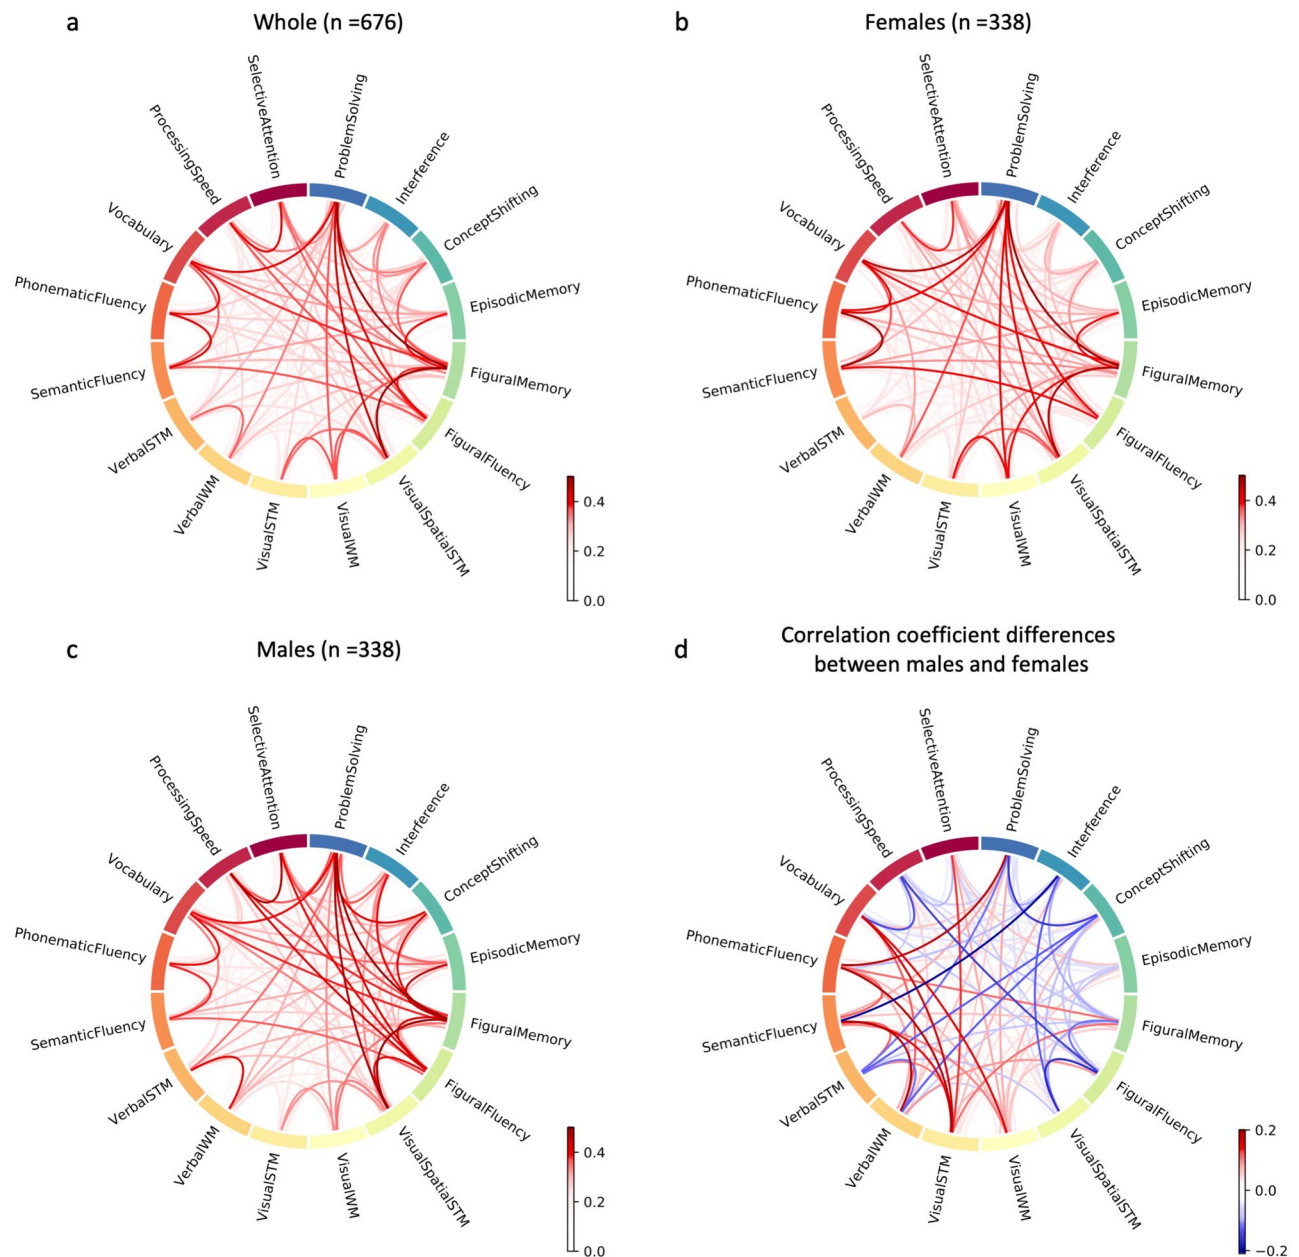 a
Whole (n =676)
SelectiveAttention
ProblemSolving
ProcessingSpeed
Interference
Vocabulary
ConceptShifting
PhonematicFluency
EpisodicMemory
SemanticFluency
FiguralMemory
VerbalSTM
FiguralFluency
VerbalWM
VisualSTM
VisualWM
VisualSpatialSTM
0.4
0.2
0.0
b
Females (n =338)
SelectiveAttention
ProblemSolving
ProcessingSpeed
Interference
Vocabulary
ConceptShifting
PhonematicFluency
EpisodicMemory
SemanticFluency
FiguralMemory
VerbalSTM
FiguralFluency
VerbalWM
VisualSTM
VisualWM
VisualSpatialSTM
0.4
0.2
0.0
c
Males (n =338)
SelectiveAttention
ProblemSolving
ProcessingSpeed
Interference
Vocabulary
ConceptShifting
PhonematicFluency
EpisodicMemory
SemanticFluency
FiguralMemory
VerbalSTM
FiguralFluency
VerbalWM
VisualSTM
VisualWM
VisualSpatialSTM
0.4
0.2
0.0
d
Correlation coefficient differences
between males and females
SelectiveAttention
ProblemSolving
ProcessingSpeed
Interference
Vocabulary
ConceptShifting
PhonematicFluency
EpisodicMemory
SemanticFluency
FiguralMemory
VerbalSTM
FiguralFluency
VerbalWM
VisualSTM
VisualWM
VisualSpatialSTM
0.2
0.0
−0.2